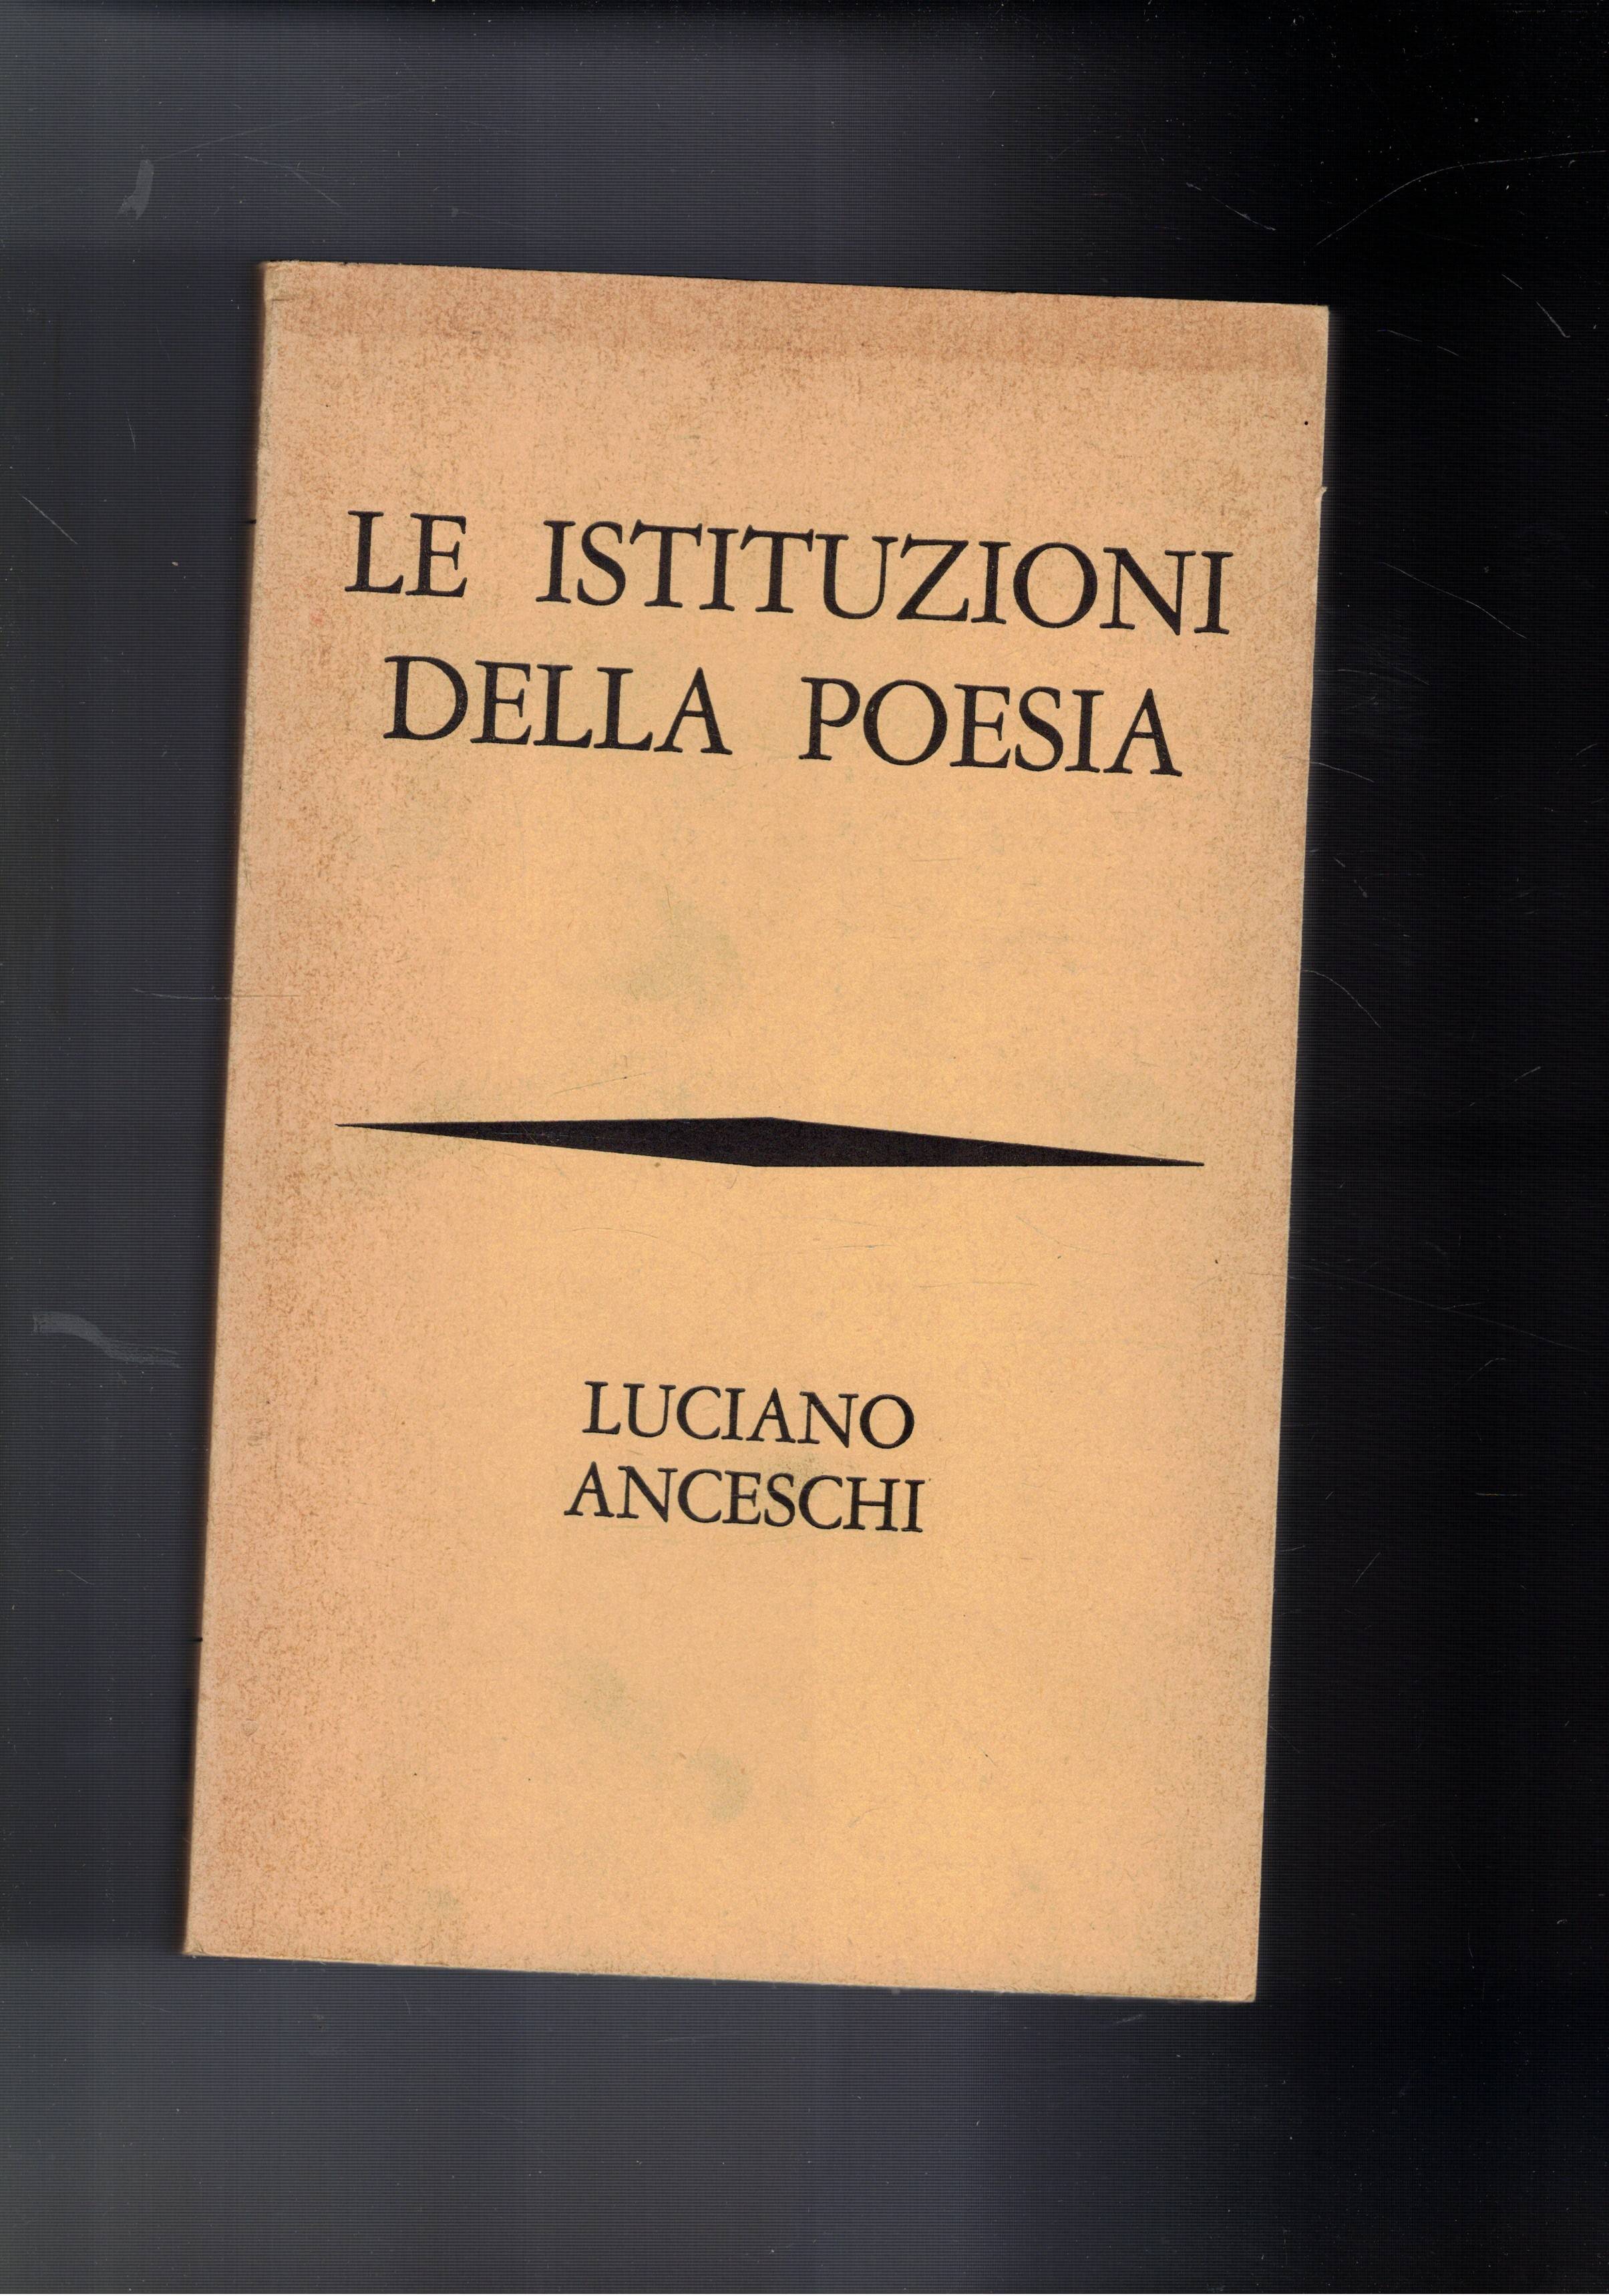 LE ISTITUZIONI
DELLA POESIA
LUCIANO
ANCESCHI